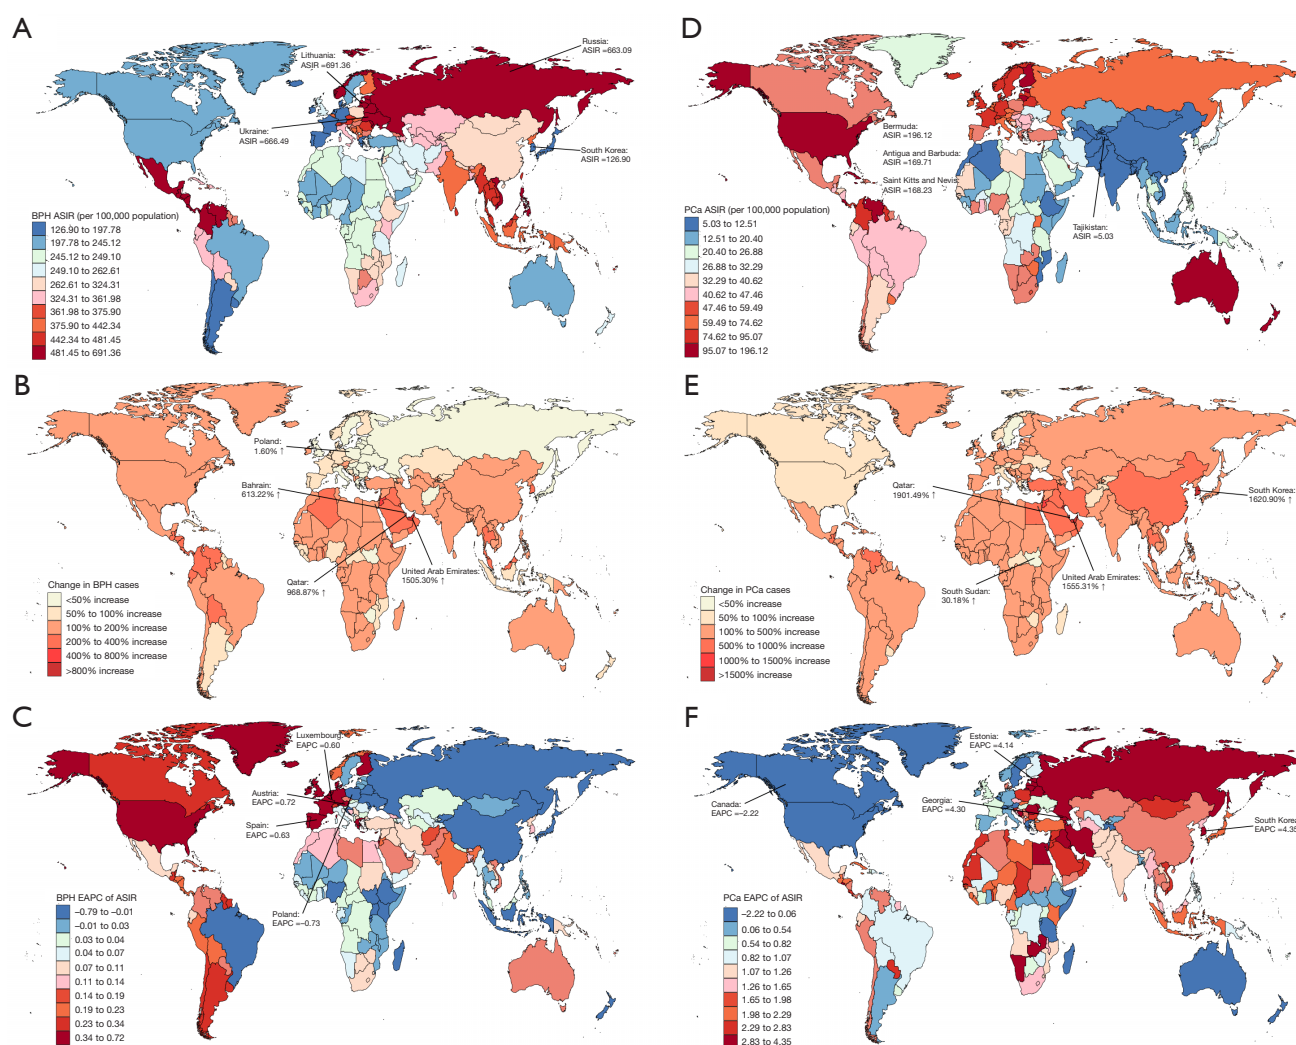 A
Lithuania:
ASIR =691.36
Russia:
ASIR =663.09
Ukraine:
ASIR =666.49
South Korea:
ASIR =126.90
BPH ASIR (per 100,000 population)
126.90 to 197.78
197.78 to 245.12
245.12 to 249.10
249.10 to 262.61
262.61 to 324.31
324.31 to 361.98
361.98 to 375.90
375.90 to 442.34
442.34 to 481.45
481.45 to 691.36
D
Bermuda:
ASIR =196.12
Antigua and Barbuda:
ASIR =169.71
Saint Kitts and Nevis:
ASIR =168.23
Tajikistan:
ASIR =5.03
PCa ASIR (per 100,000 population)
5.03 to 12.51
12.51 to 20.40
20.40 to 26.88
26.88 to 32.29
32.29 to 40.62
40.62 to 47.46
47.46 to 59.49
59.49 to 74.62
74.62 to 95.07
95.07 to 196.12
B
Poland:
1.60% ↑
Bahrain:
613.22% ↑
Qatar:
968.87% ↑
United Arab Emirates:
1505.30% ↑
Change in BPH cases
<50% increase
50% to 100% increase
100% to 200% increase
200% to 400% increase
400% to 800% increase
>800% increase
E
Qatar:
1901.49% ↑
South Korea:
1620.90% ↑
United Arab Emirates:
1555.31% ↑
South Sudan:
30.18% ↑
Change in PCa cases
<50% increase
50% to 100% increase
100% to 500% increase
500% to 1000% increase
1000% to 1500% increase
>1500% increase
C
Luxembourg:
EAPC =0.60
Austria:
EAPC =0.72
Spain:
EAPC =0.63
Poland:
EAPC =−0.73
BPH EAPC of ASIR
−0.79 to −0.01
−0.01 to 0.03
0.03 to 0.04
0.04 to 0.07
0.07 to 0.11
0.11 to 0.14
0.14 to 0.19
0.19 to 0.23
0.23 to 0.34
0.34 to 0.72
F
Estonia:
EAPC =4.14
Canada:
EAPC =−2.22
Georgia:
EAPC =4.30
South Korea:
EAPC =4.35
PCa EAPC of ASIR
−2.22 to 0.06
0.06 to 0.54
0.54 to 0.82
0.82 to 1.07
1.07 to 1.26
1.26 to 1.65
1.65 to 1.98
1.98 to 2.29
2.29 to 2.83
2.83 to 4.35